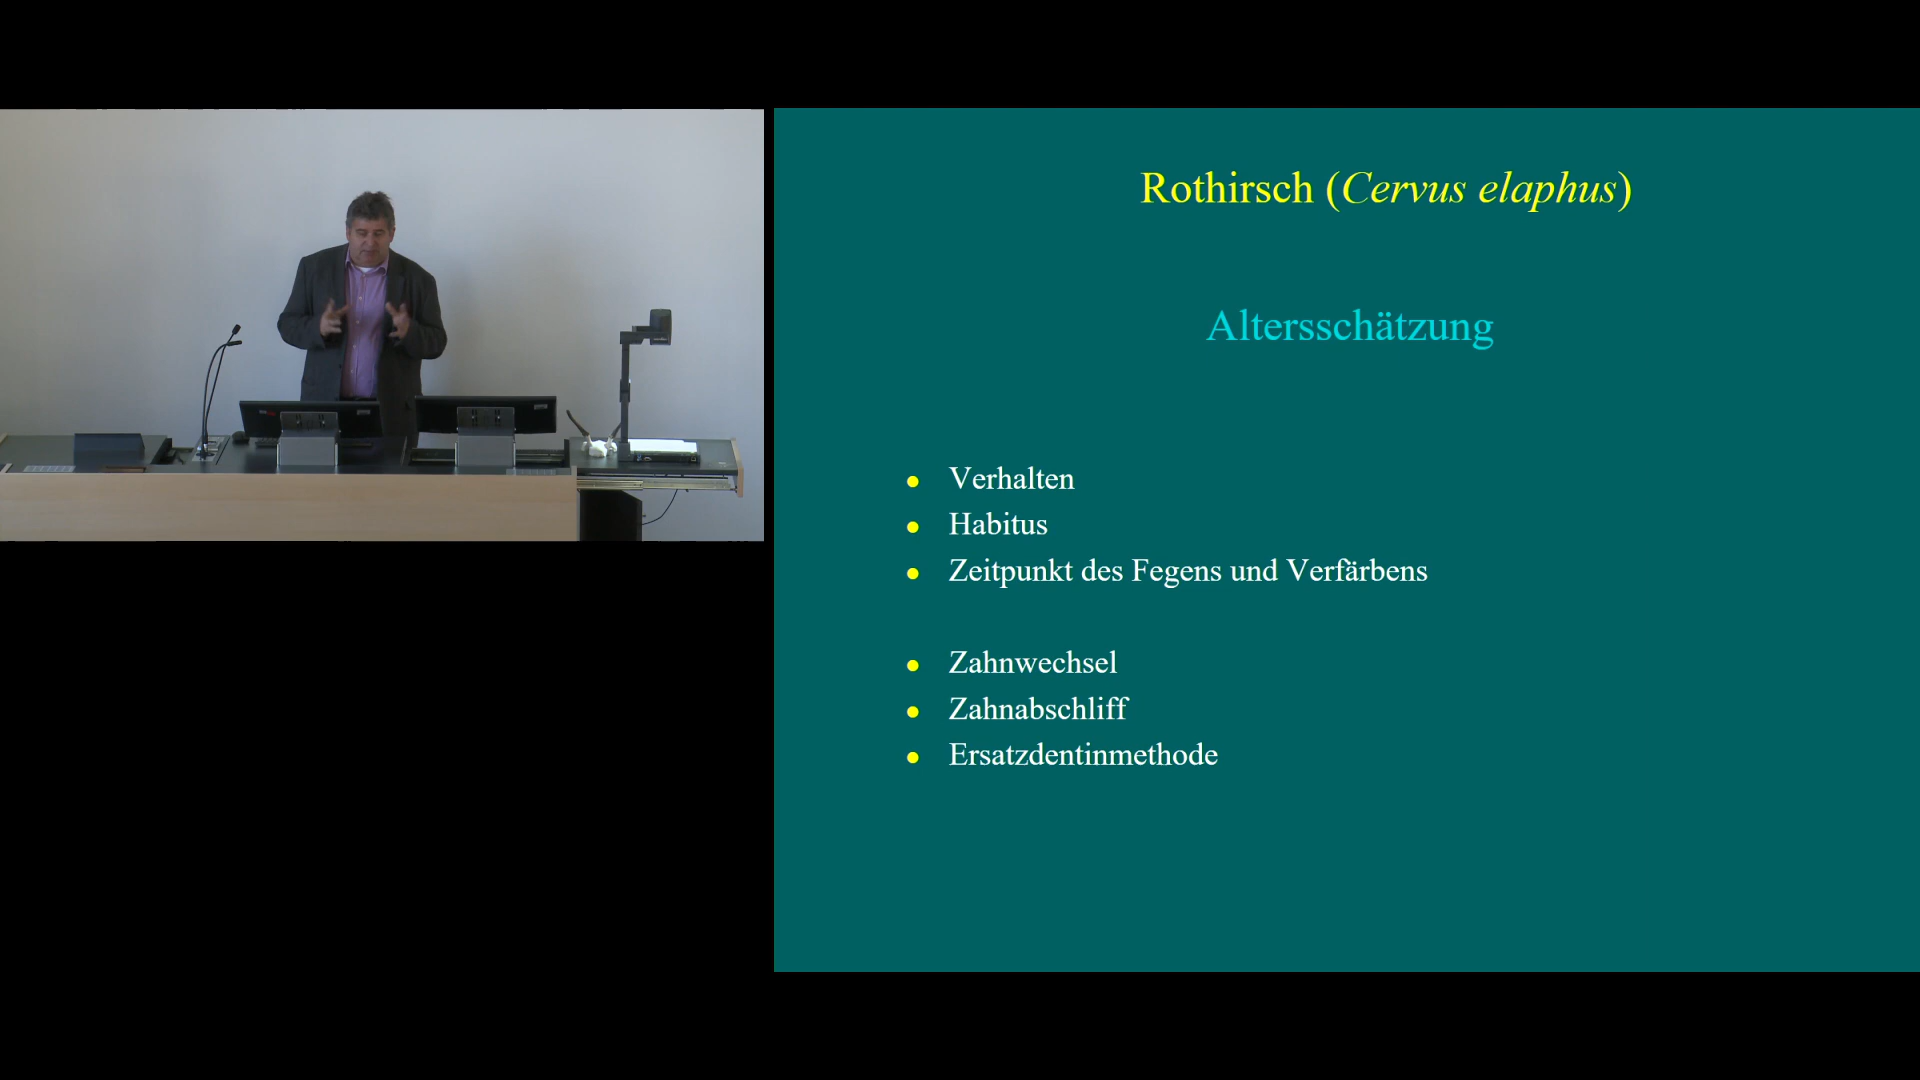 Rothirsch (Cervus elaphus)
Altersschätzung
Verhalten
Habitus
Zeitpunkt des Fegens und Verfärbens
Zahnwechsel
Zahnabschliff
Ersatzdentinmethode